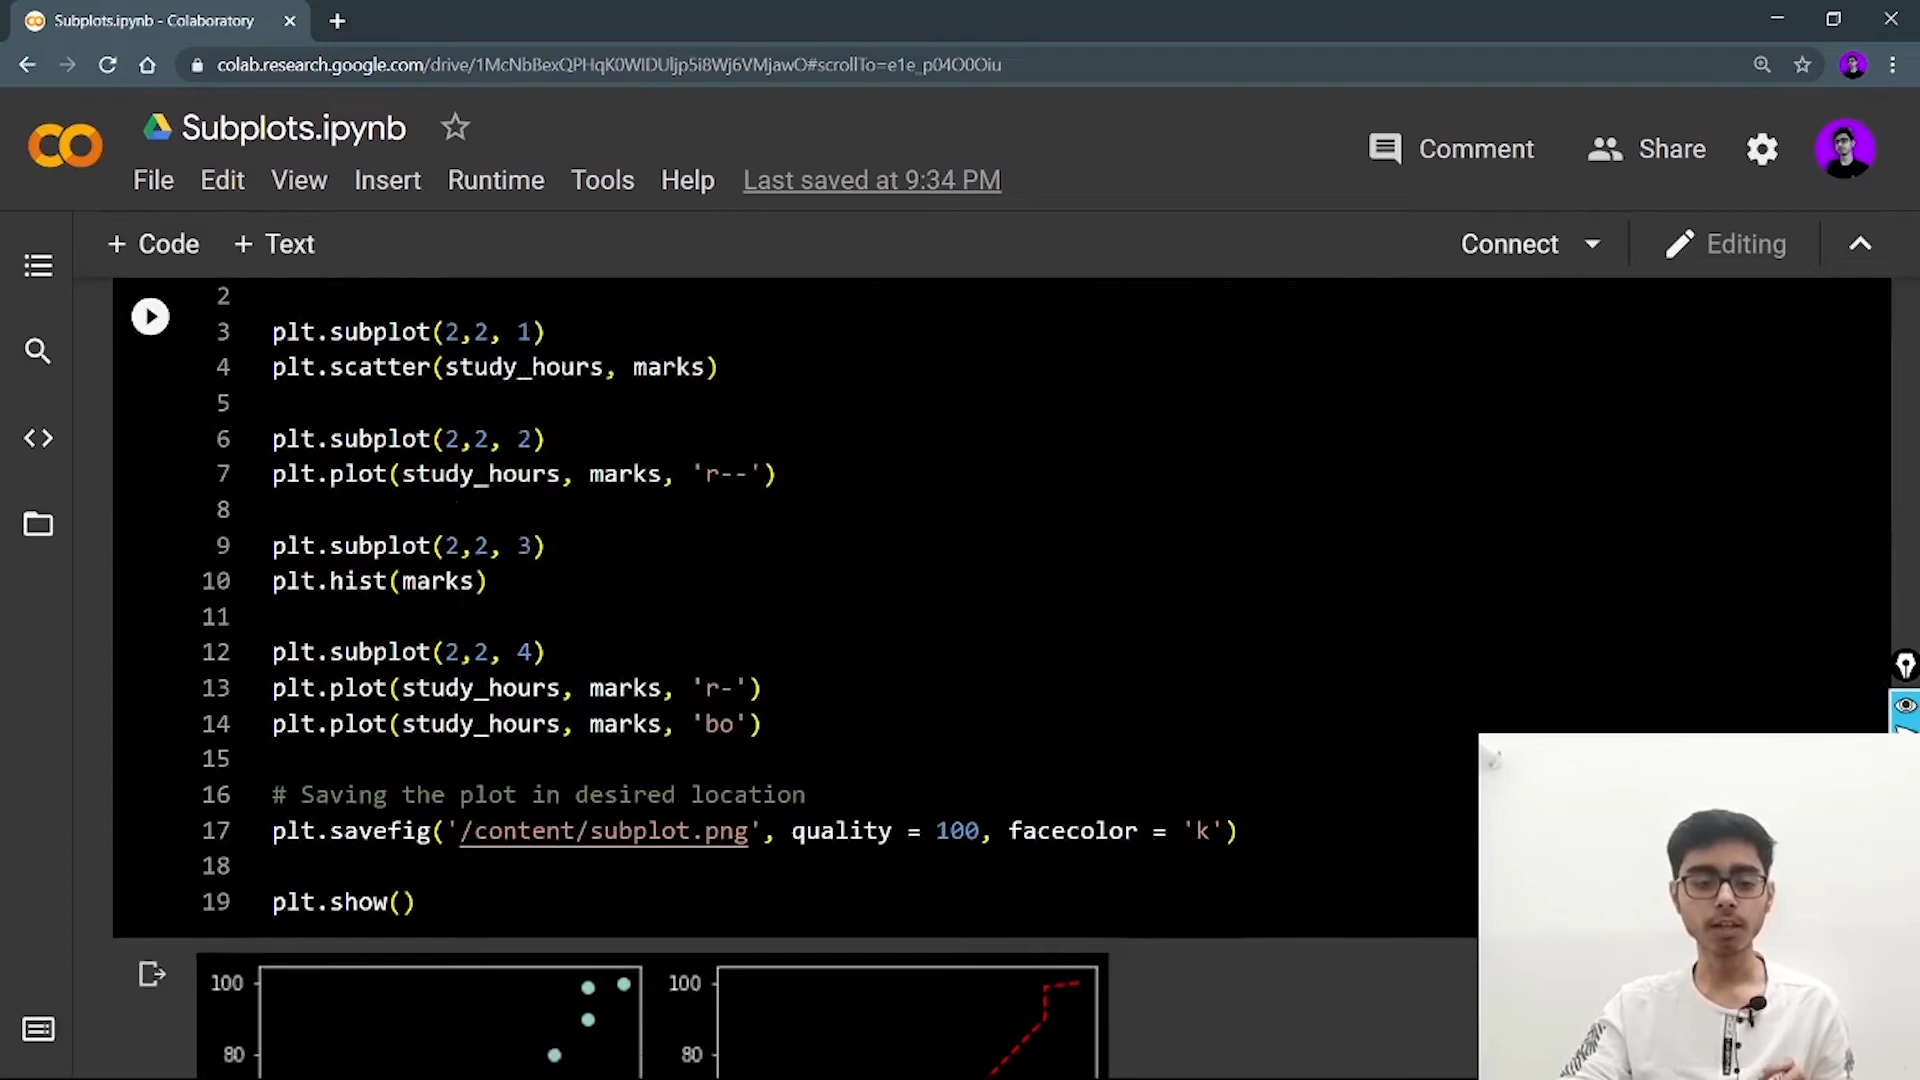 Subplots.ipynb - Colaboratory
colab.research.google.com/drive/1McNbBexQPHqK0WIDUljp5i8Wj6VMjawO#scrollTo=e1e_p04O0Oiu
Subplots.ipynb
Comment
Share
File Edit View Insert Runtime Tools Help Last saved at 9:34 PM
+ Code + Text
Connect
Editing
2
3 plt.subplot(2,2, 1)
4 plt.scatter(study_hours, marks)
5
6 plt.subplot(2,2, 2)
7 plt.plot(study_hours, marks, 'r--')
8
9 plt.subplot(2,2, 3)
10 plt.hist(marks)
11
12 plt.subplot(2,2, 4)
13 plt.plot(study_hours, marks, 'r-')
14 plt.plot(study_hours, marks, 'bo')
15
16 # Saving the plot in desired location
17 plt.savefig('/content/subplot.png', quality = 100, facecolor = 'k')
18
19 plt.show()
100 100
80 80